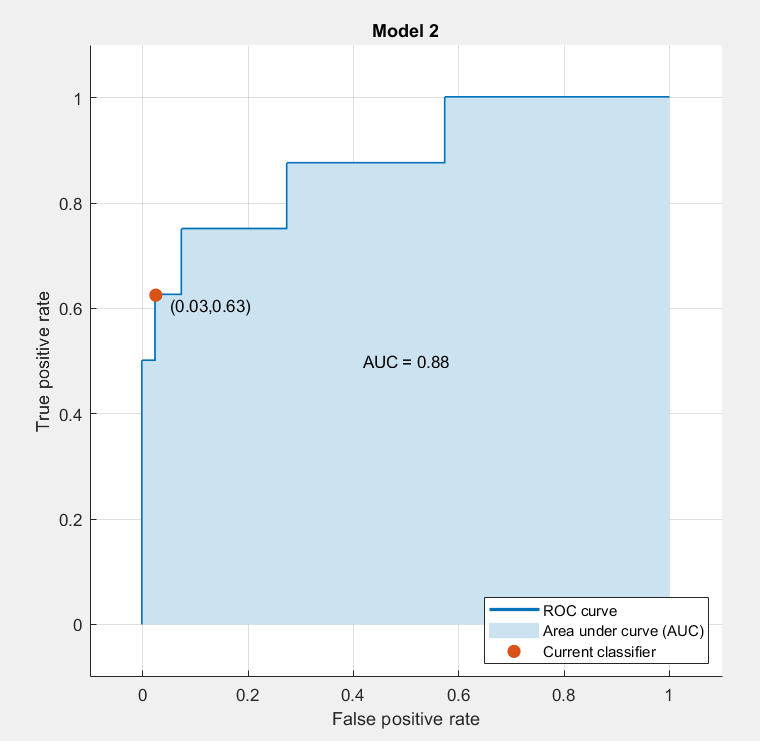 Model 2
1
0.8
0.6
0.4
0.2
0
True positive rate
(0.03,0.63)
AUC = 0.88
ROC curve
Area under curve (AUC)
Current classifier
0 0.2 0.4 0.6 0.8 1
False positive rate